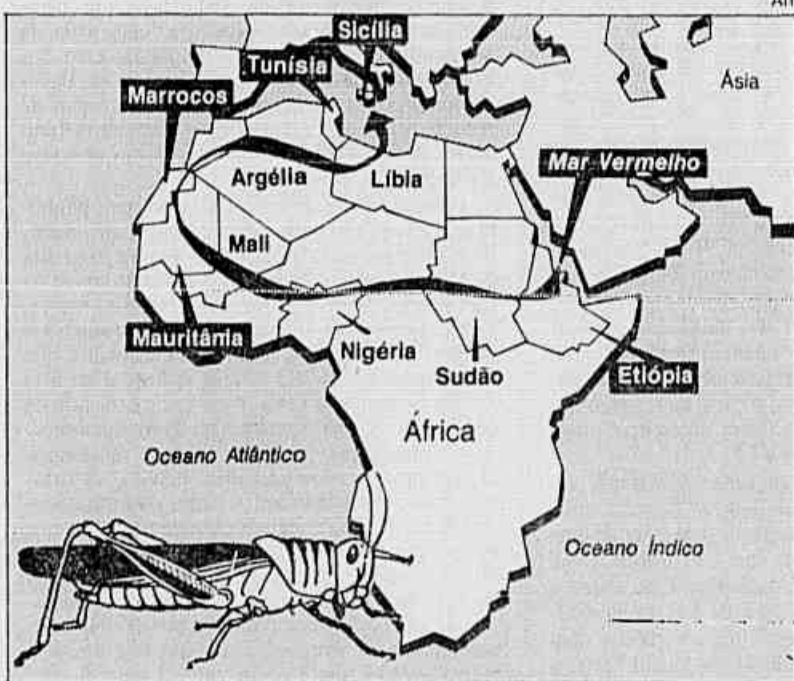 Sicília
Tunísia
Ásia
Marrocos
Mar Vermelho
Argélia
Líbia
Mali
Mauritânia
Nigéria
Sudão
Etiópia
África
Oceano Atlântico
Oceano Índico